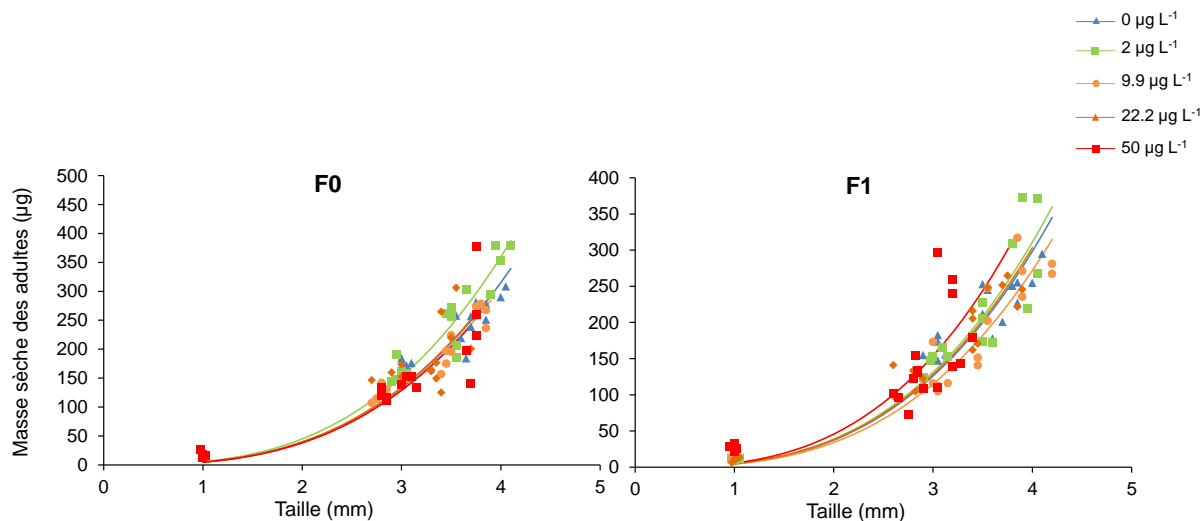 0 µg L⁻¹
2 µg L⁻¹
9.9 µg L⁻¹
22.2 µg L⁻¹
50 µg L⁻¹
F0
Masse sèche des adultes (µg)
500
450
400
350
300
250
200
150
100
50
0
0 1 2 3 4 5
Taille (mm)
F1
400
350
300
250
200
150
100
50
0
0 1 2 3 4 5
Taille (mm)